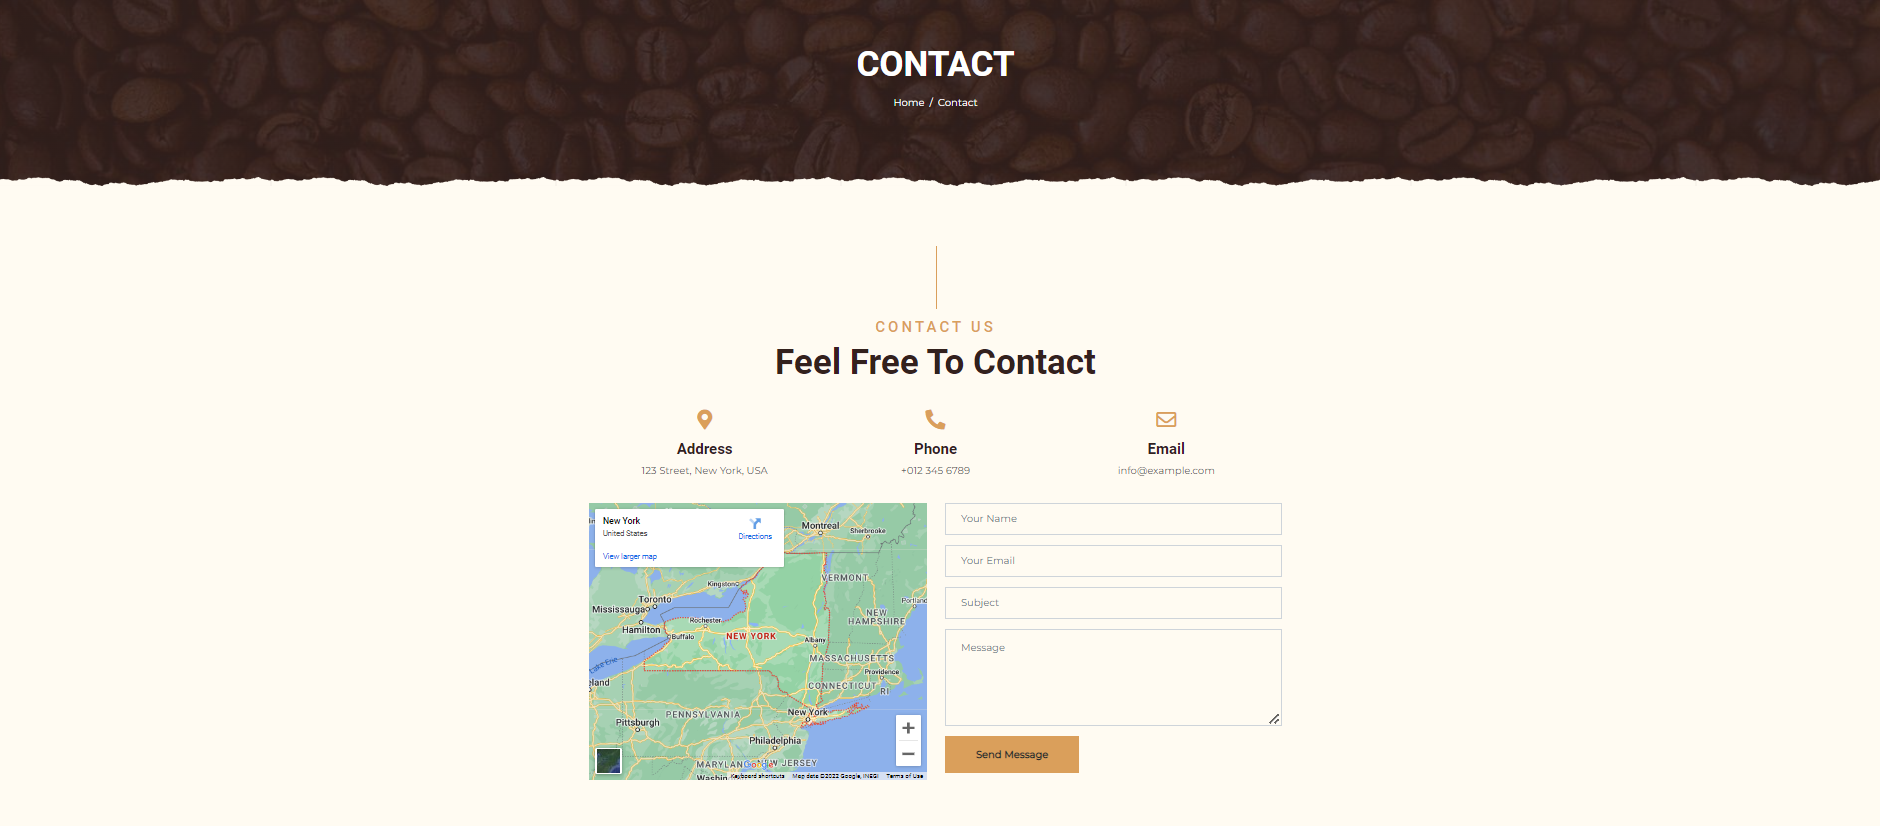 CONTACT
Home / Contact
CONTACT US
Feel Free To Contact
Address
123 Street, New York, USA
Phone
+012 345 6789
Email
info@example.com
New York
United States
Directions
View larger map
Montreal
Sherbrooke
Kingston
VERMONT
Toronto
Portland
Mississauga
NEW
HAMPSHIRE
Rochester
Hamilton
Buffalo
NEW YORK
Albany
MASSACHUSETTS
Lake Erie
Providence
eland
CONNECTICUT
RI
New York
PENNSYLVANIA
Pittsburgh
Philadelphia
MARYLAND
NEW JERSEY
Washin
Keyboard shortcuts
Map data ©2022 Google, INEGI
Terms of Use
Your Name
Your Email
Subject
Message
Send Message